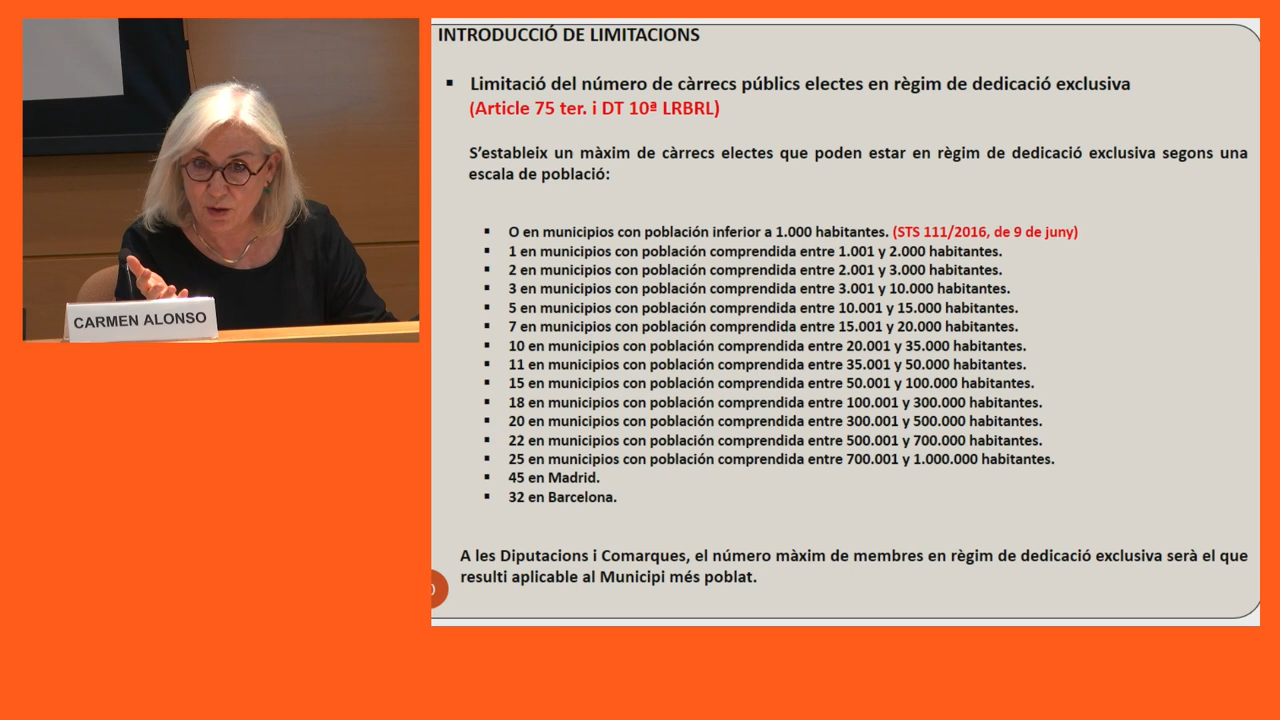 CARMEN ALONSO
INTRODUCCIÓ DE LIMITACIONS
▪ Limitació del número de càrrecs públics electes en règim de dedicació exclusiva
(Article 75 ter. i DT 10ª LRBRL)
S'estableix un màxim de càrrecs electes que poden estar en règim de dedicació exclusiva segons una
escala de població:
▪ O en municipios con población inferior a 1.000 habitantes. (STS 111/2016, de 9 de juny)
▪ 1 en municipios con población comprendida entre 1.001 y 2.000 habitantes.
▪ 2 en municipios con población comprendida entre 2.001 y 3.000 habitantes.
▪ 3 en municipios con población comprendida entre 3.001 y 10.000 habitantes.
▪ 5 en municipios con población comprendida entre 10.001 y 15.000 habitantes.
▪ 7 en municipios con población comprendida entre 15.001 y 20.000 habitantes.
▪ 10 en municipios con población comprendida entre 20.001 y 35.000 habitantes.
▪ 11 en municipios con población comprendida entre 35.001 y 50.000 habitantes.
▪ 15 en municipios con población comprendida entre 50.001 y 100.000 habitantes.
▪ 18 en municipios con población comprendida entre 100.001 y 300.000 habitantes.
▪ 20 en municipios con población comprendida entre 300.001 y 500.000 habitantes.
▪ 22 en municipios con población comprendida entre 500.001 y 700.000 habitantes.
▪ 25 en municipios con población comprendida entre 700.001 y 1.000.000 habitantes.
▪ 45 en Madrid.
▪ 32 en Barcelona.
A les Diputacions i Comarques, el número màxim de membres en règim de dedicació exclusiva serà el que
resulti aplicable al Municipi més poblat.